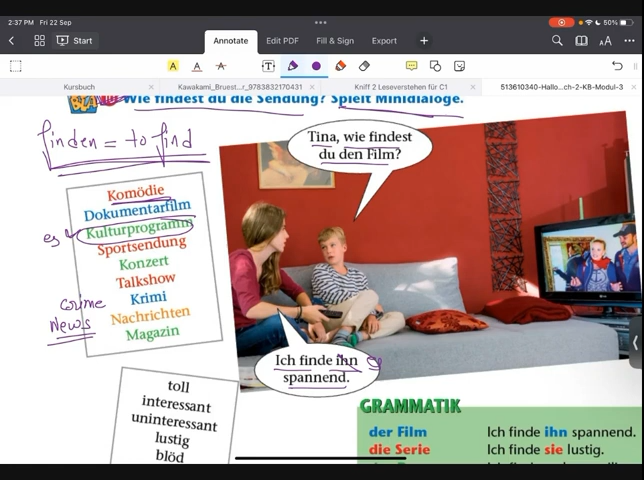 2:37 PM Fri 22 Sep
50%
Start
Annotate
Edit PDF
Fill & Sign
Export
Kursbuch
Kawakami_Bruest...r_9783832170431
Kniff 2 Leseverstehen für C1
513610340-Hallo...ch-2-KB-Modul-3
Wie findest du die Sendung? Spielt Minidialoge.
finden = to find
Tina, wie findest
du den Film?
Komödie
Dokumentarfilm
es
Kulturprogramm
Sportsendung
Konzert
Talkshow
crime
Krimi
News
Nachrichten
Magazin
Ich finde ihn es
spannend.
toll
interessant
uninteressant
lustig
blöd
GRAMMATIK
der Film Ich finde ihn spannend.
die Serie Ich finde sie lustig.